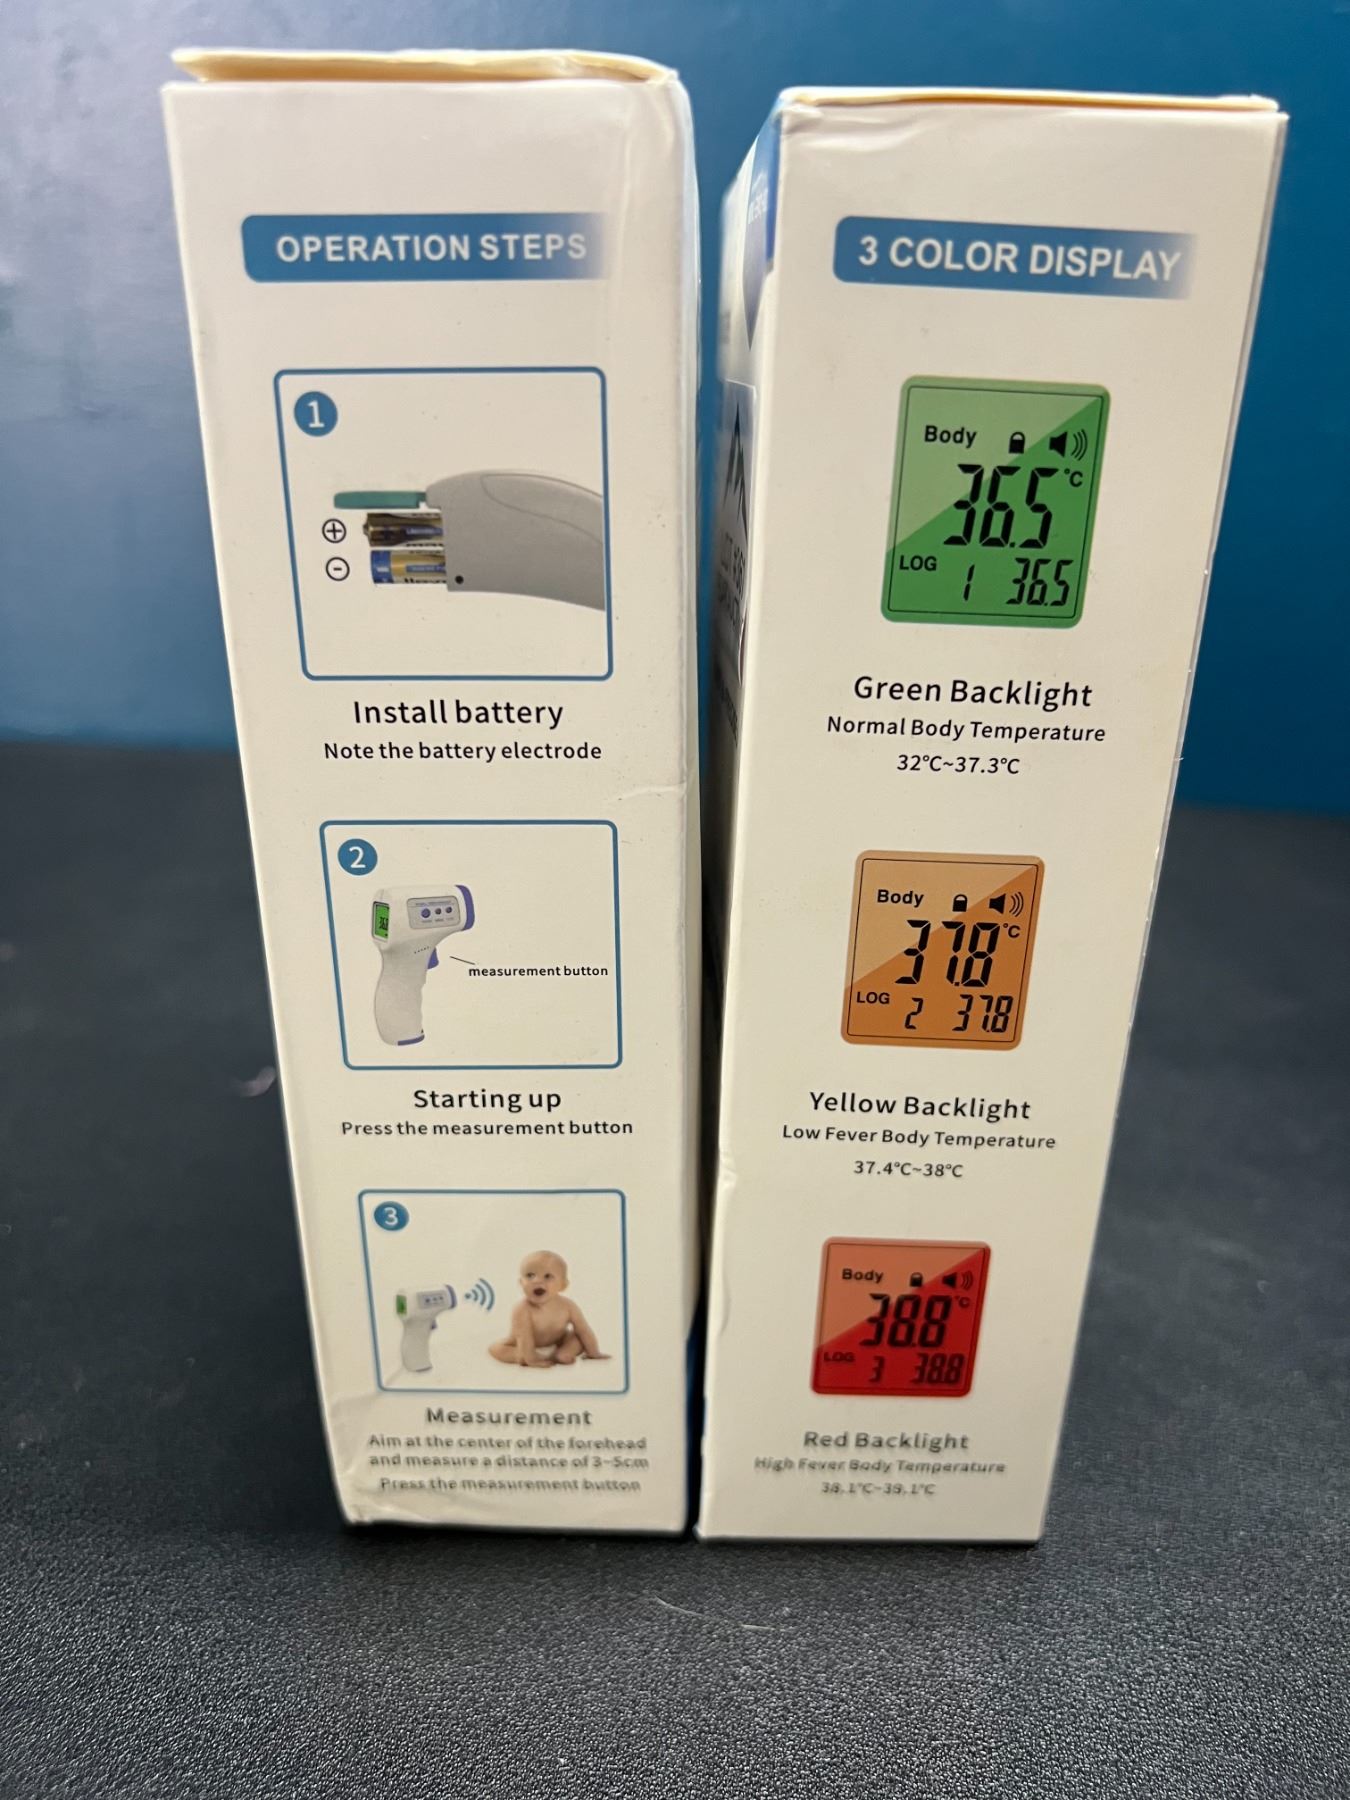 OPERATION STEPS
1
Install battery
Note the battery electrode
2
measurement button
Starting up
Press the measurement button
3
Measurement
Aim at the center of the forehead
and measure a distance of 3~5cm
Press the measurement button
3 COLOR DISPLAY
Body
36.5°C
LOG 1 36.5
Green Backlight
Normal Body Temperature
32°C~37.3°C
Body
37.8°C
LOG 2 37.8
Yellow Backlight
Low Fever Body Temperature
37.4°C~38°C
Body
38.8°C
LOG 3 38.8
Red Backlight
High Fever Body Temperature